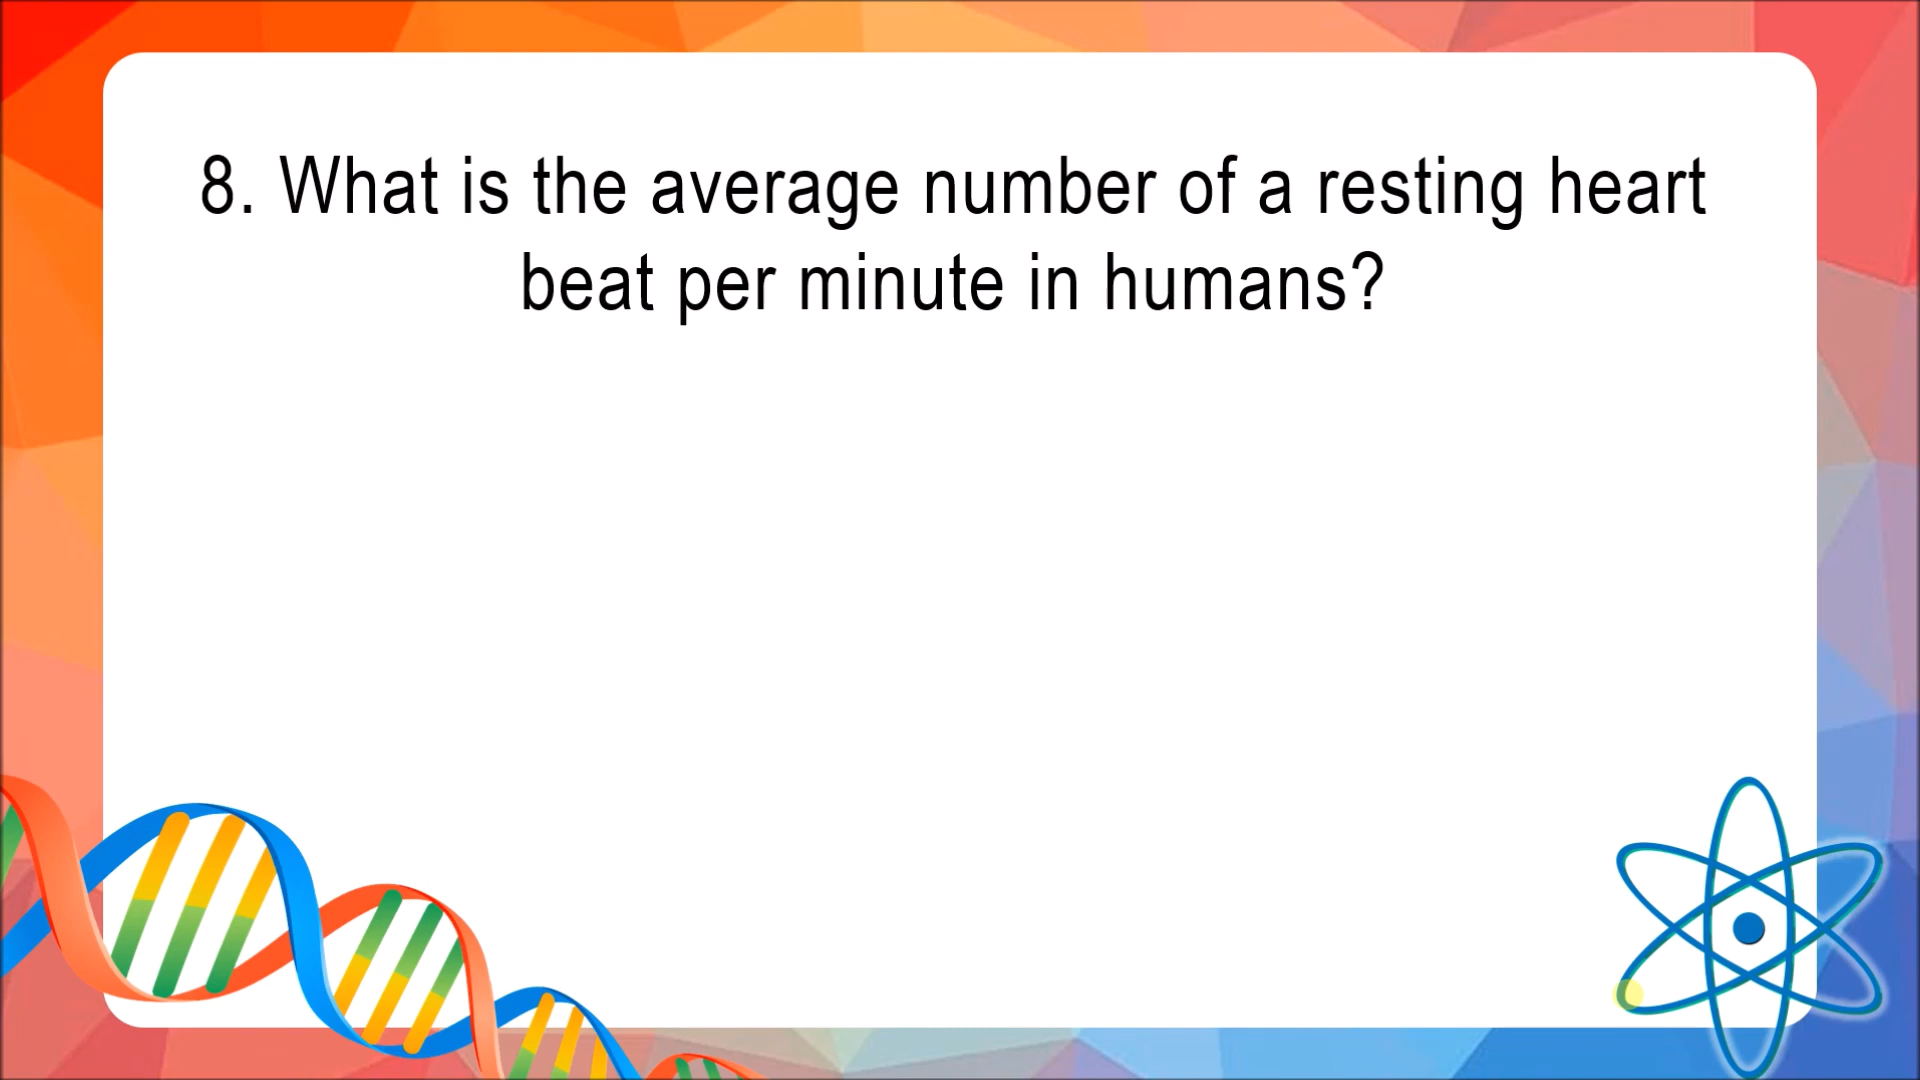 8. What is the average number of a resting heart
beat per minute in humans?